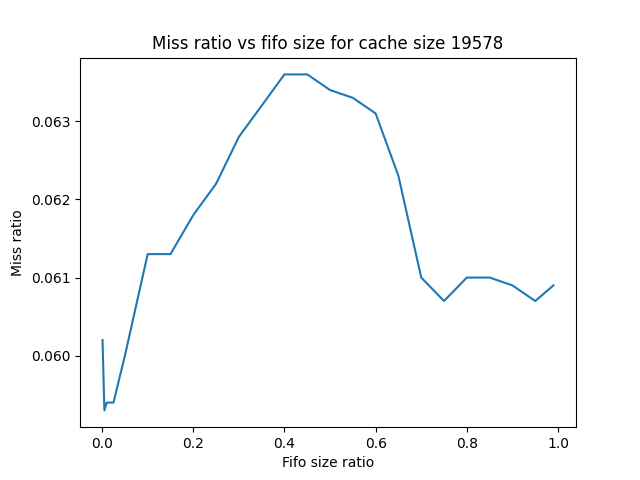 Miss ratio vs fifo size for cache size 19578
Miss ratio
0.063
0.062
0.061
0.060
0.0 0.2 0.4 0.6 0.8 1.0
Fifo size ratio